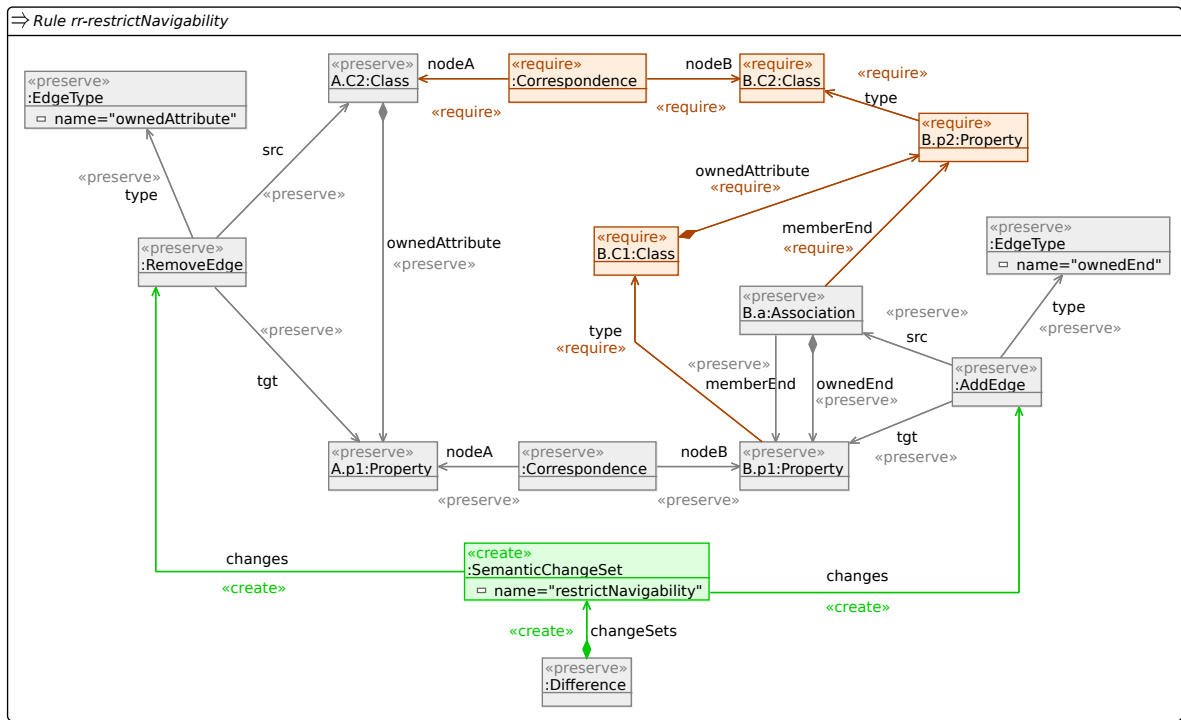 ⇒ Rule rr-restrictNavigability
«preserve»
:EdgeType
name="ownedAttribute"
«preserve»
A.C2:Class
nodeA
«require»
«require»
:Correspondence
nodeB
«require»
«require»
B.C2:Class
«require»
type
«require»
B.p2:Property
src
«preserve»
«preserve»
type
ownedAttribute
«require»
«preserve»
:RemoveEdge
ownedAttribute
«preserve»
«require»
B.C1:Class
memberEnd
«require»
«preserve»
:EdgeType
name="ownedEnd"
«preserve»
B.a:Association
«preserve»
src
type
«preserve»
«preserve»
tgt
type
«require»
«preserve»
memberEnd
ownedEnd
«preserve»
«preserve»
:AddEdge
tgt
«preserve»
«preserve»
A.p1:Property
nodeA
«preserve»
«preserve»
:Correspondence
nodeB
«preserve»
«preserve»
B.p1:Property
changes
«create»
«create»
:SemanticChangeSet
name="restrictNavigability"
changes
«create»
«create»
changeSets
«preserve»
:Difference